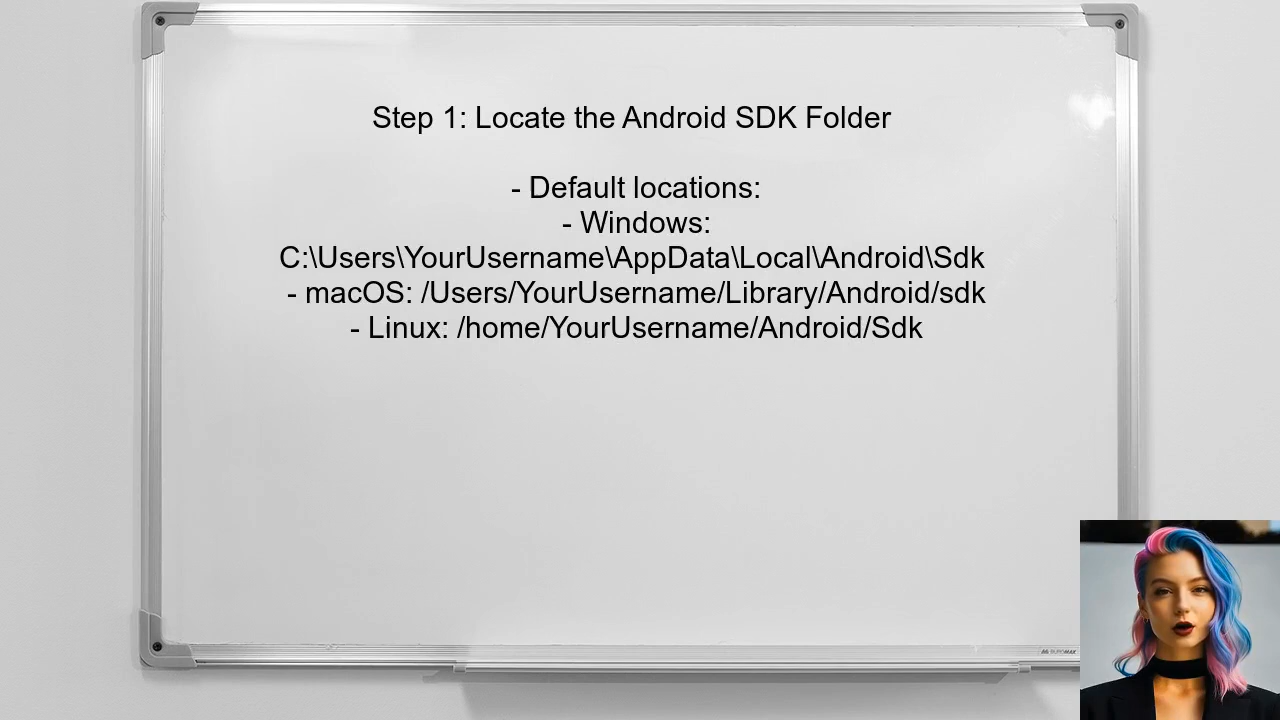 Step 1: Locate the Android SDK Folder
- Default locations:
- Windows:
C:\Users\YourUsername\AppData\Local\Android\Sdk
- macOS: /Users/YourUsername/Library/Android/sdk
- Linux: /home/YourUsername/Android/Sdk
BUROMAX